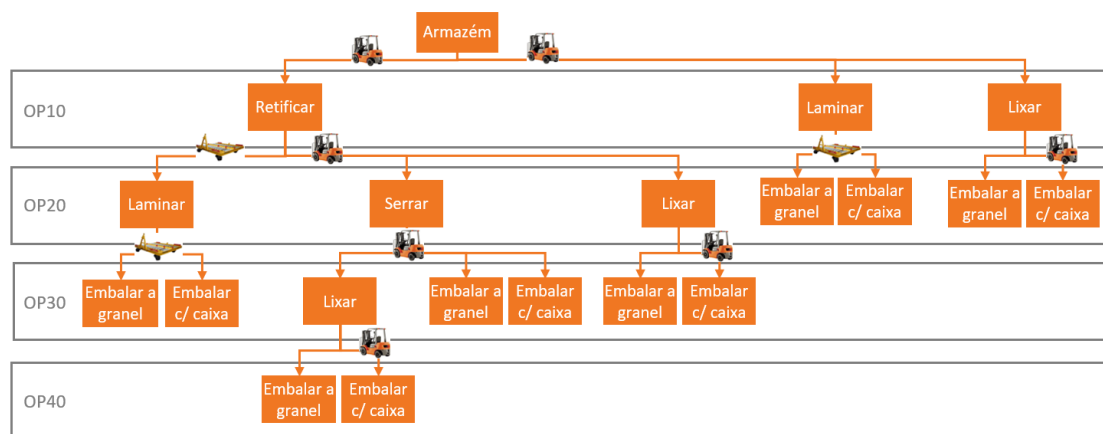 Armazém
OP10
Retificar
Laminar
Lixar
OP20
Laminar
Serrar
Lixar
Embalar a
granel
Embalar
c/ caixa
Embalar a
granel
Embalar
c/ caixa
OP30
Embalar a
granel
Embalar
c/ caixa
Lixar
Embalar a
granel
Embalar
c/ caixa
Embalar a
granel
Embalar
c/ caixa
OP40
Embalar a
granel
Embalar
c/ caixa